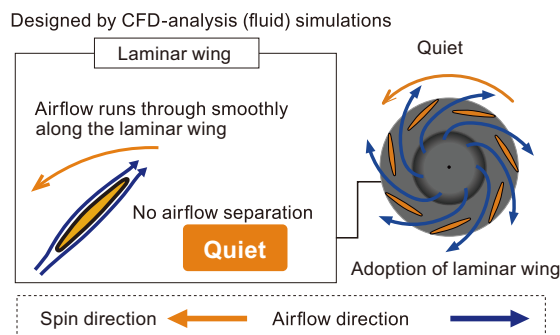 Designed by CFD-analysis (fluid) simulations
Laminar wing
Quiet
Airflow runs through smoothly
along the laminar wing
No airflow separation
Quiet
Adoption of laminar wing
Spin direction
Airflow direction